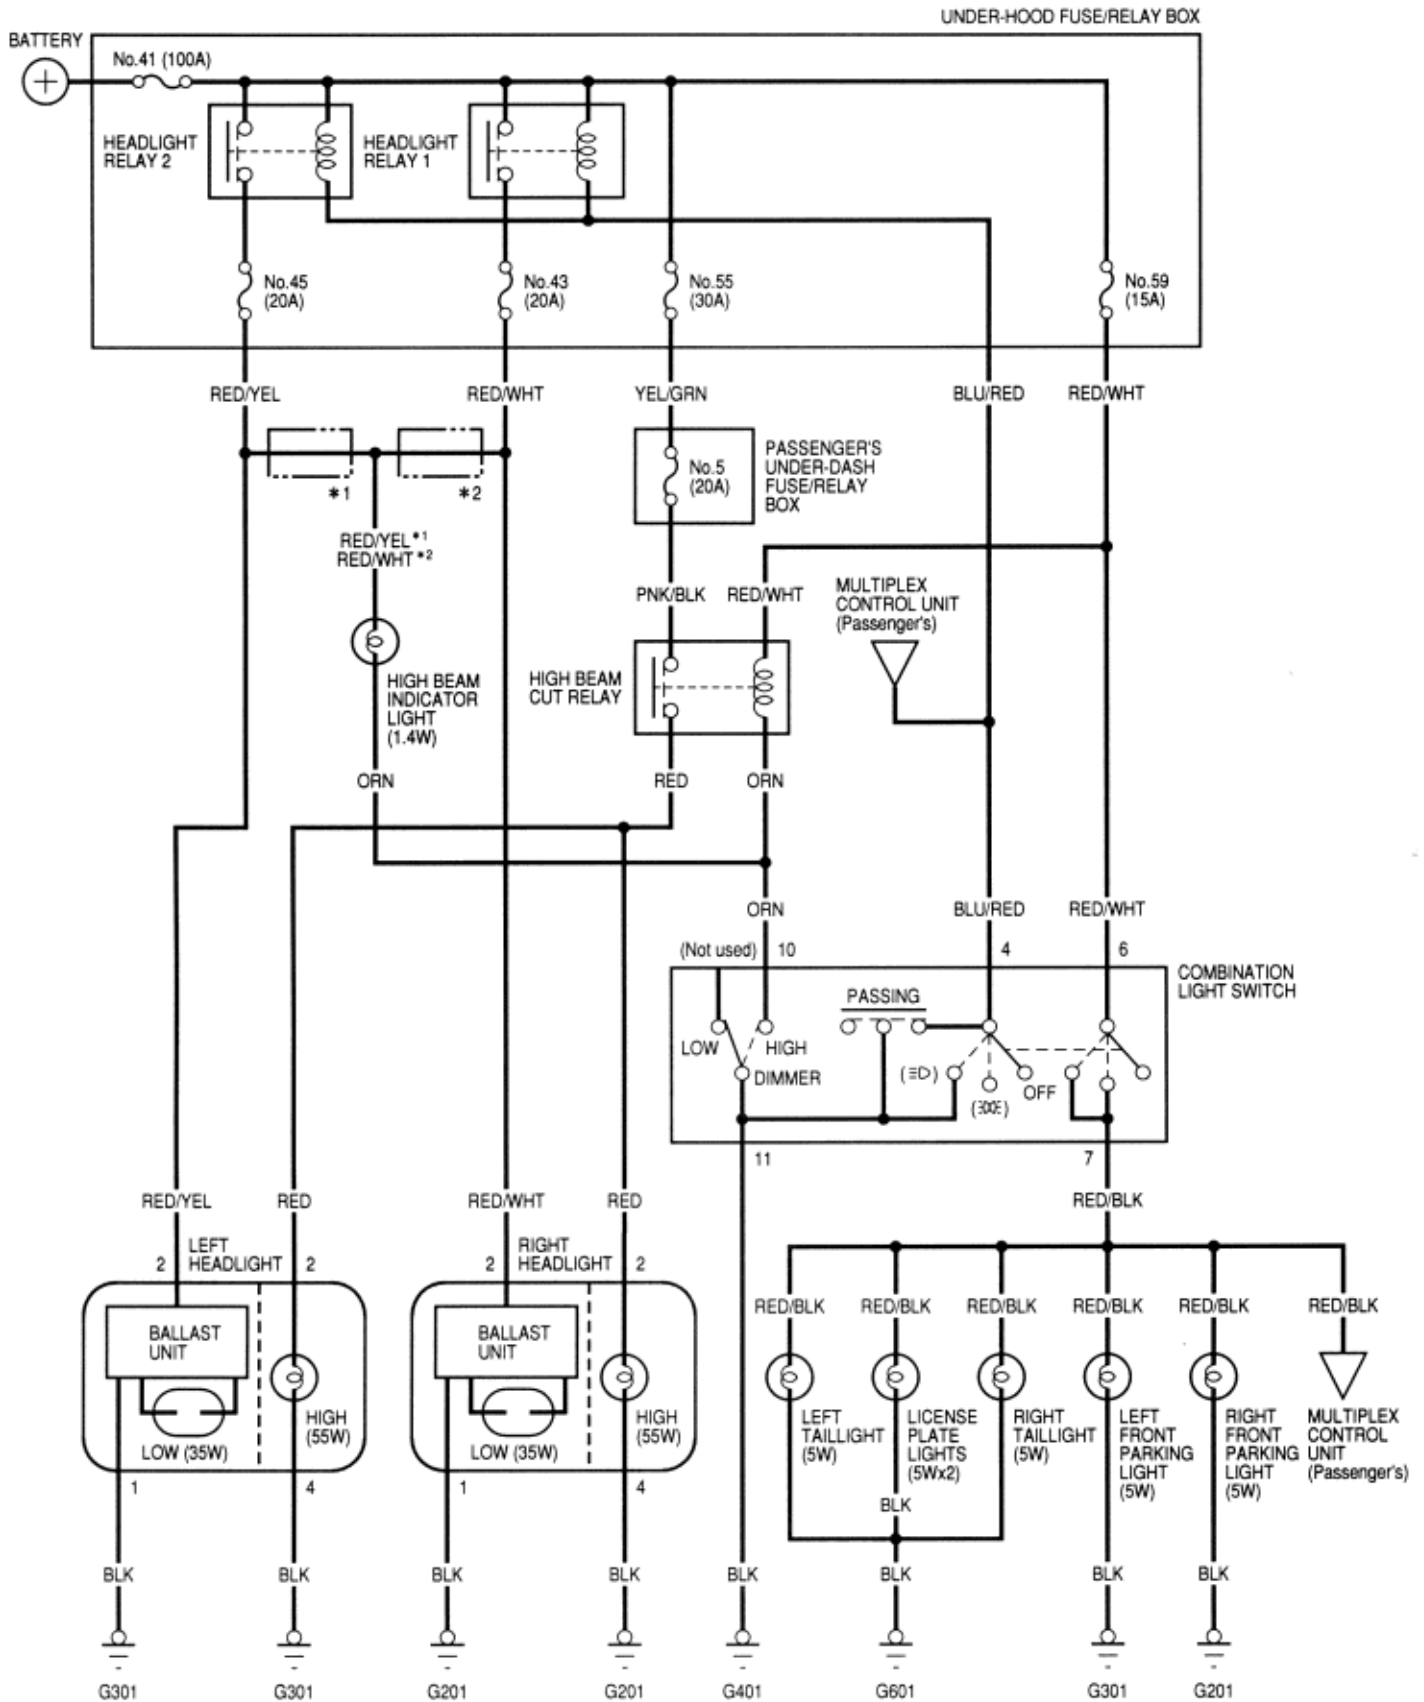 UNDER-HOOD FUSE/RELAY BOX
BATTERY
No.41 (100A)
HEADLIGHT
RELAY 2
HEADLIGHT
RELAY 1
No.45
(20A)
No.43
(20A)
No.55
(30A)
No.59
(15A)
RED/YEL
RED/WHT
YEL/GRN
BLU/RED
RED/WHT
*1
*2
No.5
(20A)
PASSENGER'S
UNDER-DASH
FUSE/RELAY
BOX
RED/YEL*1
RED/WHT*2
PNK/BLK
RED/WHT
MULTIPLEX
CONTROL UNIT
(Passenger's)
HIGH BEAM
INDICATOR
LIGHT
(1.4W)
HIGH BEAM
CUT RELAY
ORN
RED
ORN
ORN
BLU/RED
RED/WHT
(Not used)
10
4
6
COMBINATION
LIGHT SWITCH
PASSING
LOW
HIGH
DIMMER
OFF
11
7
RED/BLK
RED/YEL
RED
RED/WHT
RED
2
LEFT
HEADLIGHT
2
2
RIGHT
HEADLIGHT
2
BALLAST
UNIT
LOW (35W)
HIGH
(55W)
BALLAST
UNIT
LOW (35W)
HIGH
(55W)
1
4
1
4
RED/BLK
RED/BLK
RED/BLK
RED/BLK
RED/BLK
RED/BLK
LEFT
TAILLIGHT
(5W)
LICENSE
PLATE
LIGHTS
(5Wx2)
RIGHT
TAILLIGHT
(5W)
LEFT
FRONT
PARKING
LIGHT
(5W)
RIGHT
FRONT
PARKING
LIGHT
(5W)
MULTIPLEX
CONTROL
UNIT
(Passenger's)
BLK
BLK
BLK
BLK
BLK
BLK
BLK
BLK
BLK
G301
G301
G201
G201
G401
G601
G301
G201